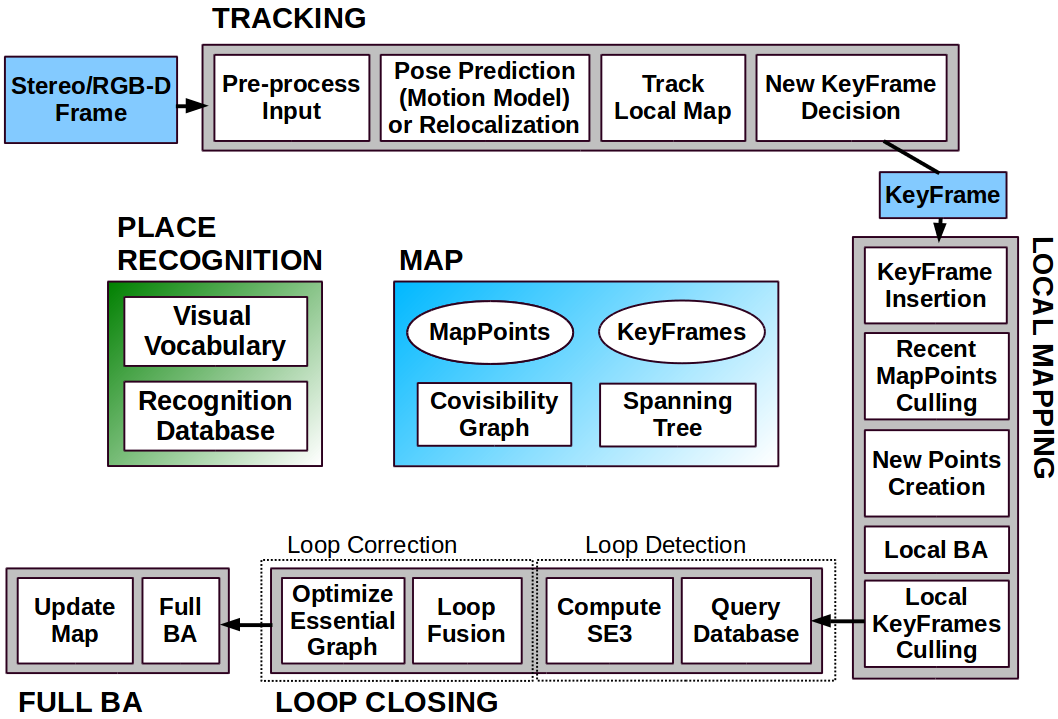 TRACKING
Stereo/RGB-D
Frame
Pre-process
Input
Pose Prediction
(Motion Model)
or Relocalization
Track
Local Map
New KeyFrame
Decision
KeyFrame
PLACE
RECOGNITION
Visual
Vocabulary
Recognition
Database
MAP
MapPoints
KeyFrames
Covisibility
Graph
Spanning
Tree
LOCAL MAPPING
KeyFrame
Insertion
Recent
MapPoints
Culling
New Points
Creation
Local BA
Local
KeyFrames
Culling
Loop Correction
Loop Detection
Optimize
Essential
Graph
Loop
Fusion
Compute
SE3
Query
Database
LOOP CLOSING
Update
Map
Full
BA
FULL BA